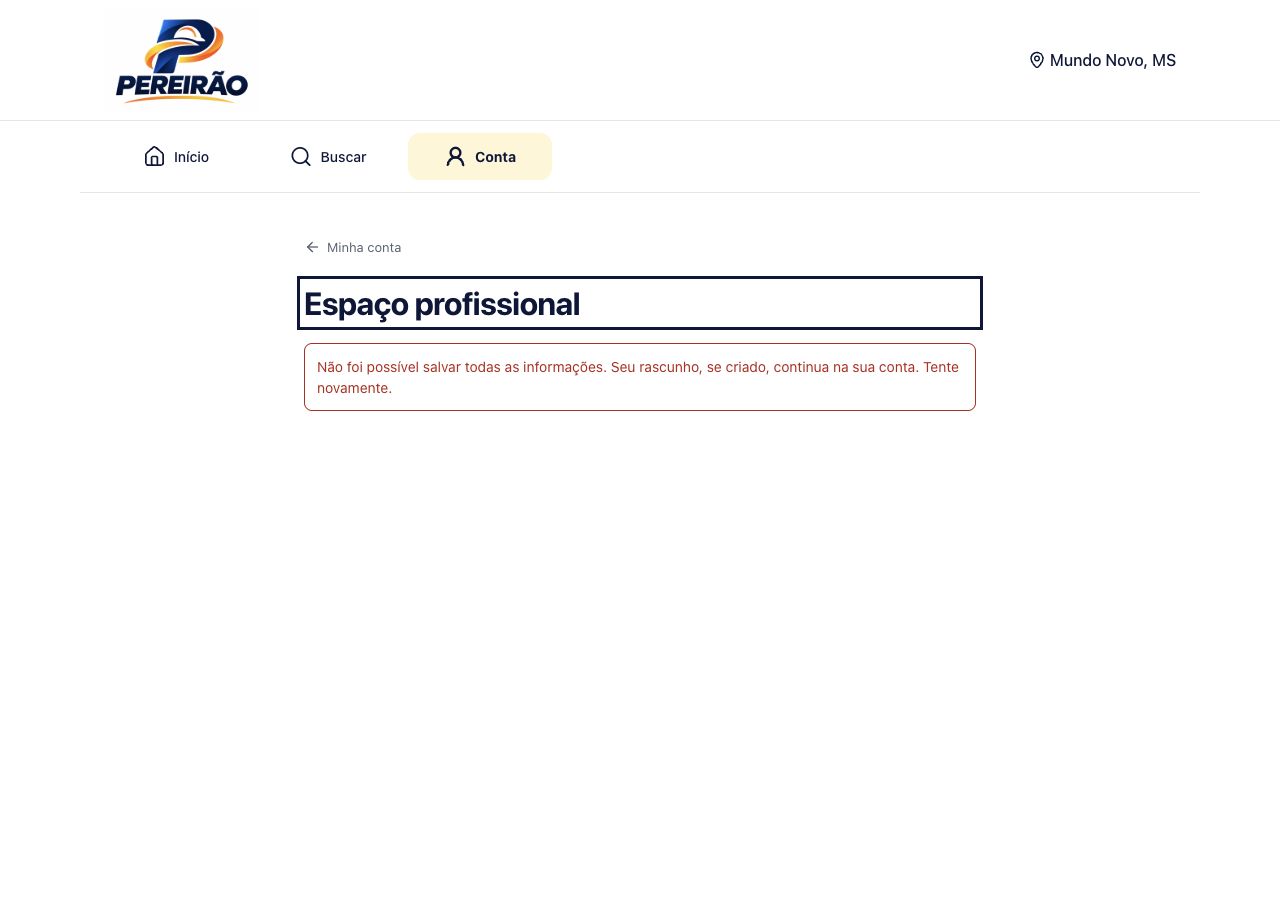 PEREIRÃO
Mundo Novo, MS
Início
Buscar
Conta
Minha conta
Espaço profissional
Não foi possível salvar todas as informações. Seu rascunho, se criado, continua na sua conta. Tente
novamente.